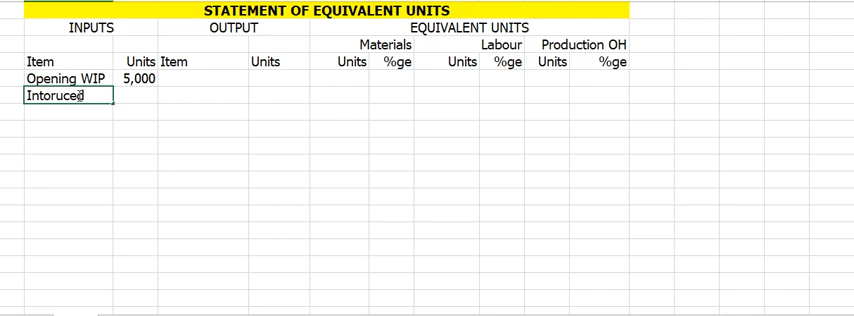 STATEMENT OF EQUIVALENT UNITS
INPUTS OUTPUT EQUIVALENT UNITS
Materials Labour Production OH
Item Units Item Units Units %ge Units %ge Units %ge
Opening WIP 5,000
Intoruced